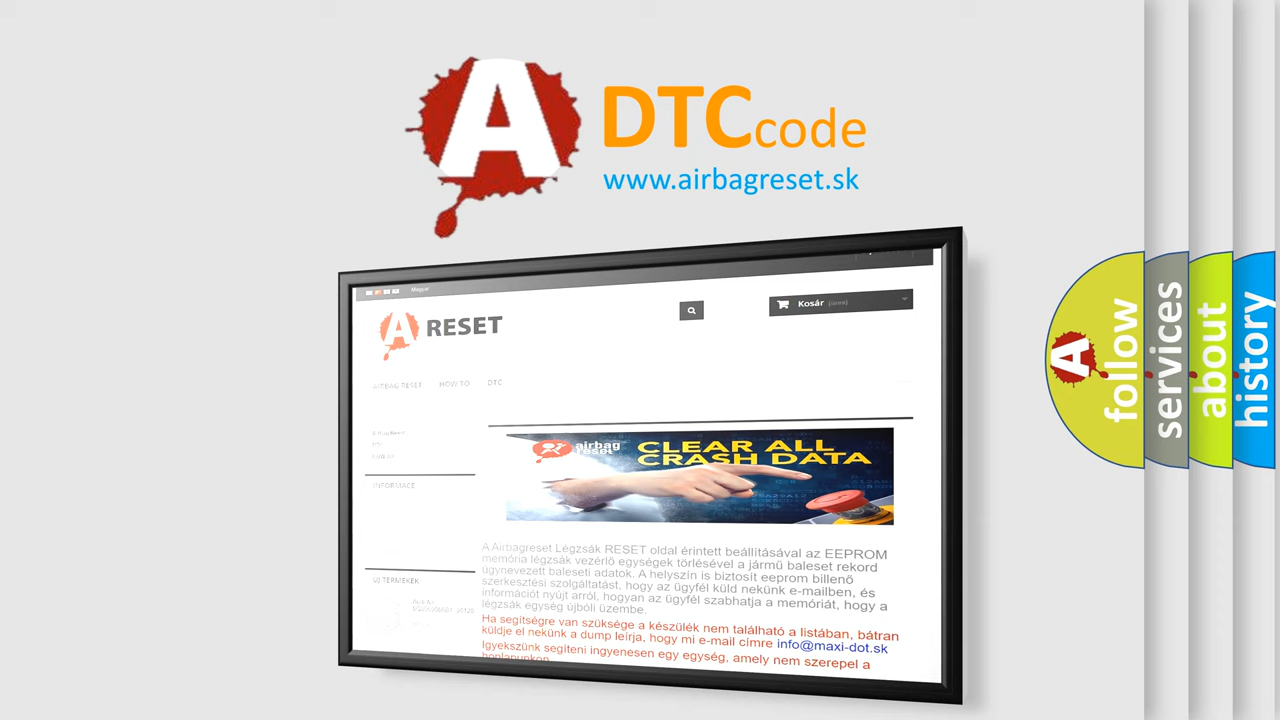 A
DTCcode
www.airbagreset.sk
Magyar
Kosár (üres)
A RESET
AIRBAG RESET HOW TO DTC
INFORMACE
airbag
reset
CLEAR ALL
CRASH DATA
A Airbagreset Légzsák RESET oldal érintett beállításával az EEPROM
memória légzsák vezérlő egységek törlésével a jármű baleset rekord
úgynevezett baleseti adatok. A helyszín is biztosít eeprom billenő
szerkesztési szolgáltatást, hogy az ügyfél küld nekünk e-mailben, és
információt nyújt arról, hogyan az ügyfél szabhatja a memóriát, hogy a
légzsák egység újbóli üzembe.
Ha segítségre van szüksége a készülék nem található a listában, bátran
küldje el nekünk a dump leírja, hogy mi e-mail címre info@maxi-dot.sk
Igyekszünk segíteni ingyenesen egy egység, amely nem szerepel a
honlapunkon
ÚJ TERMÉKEK
A
follow
services
about
history